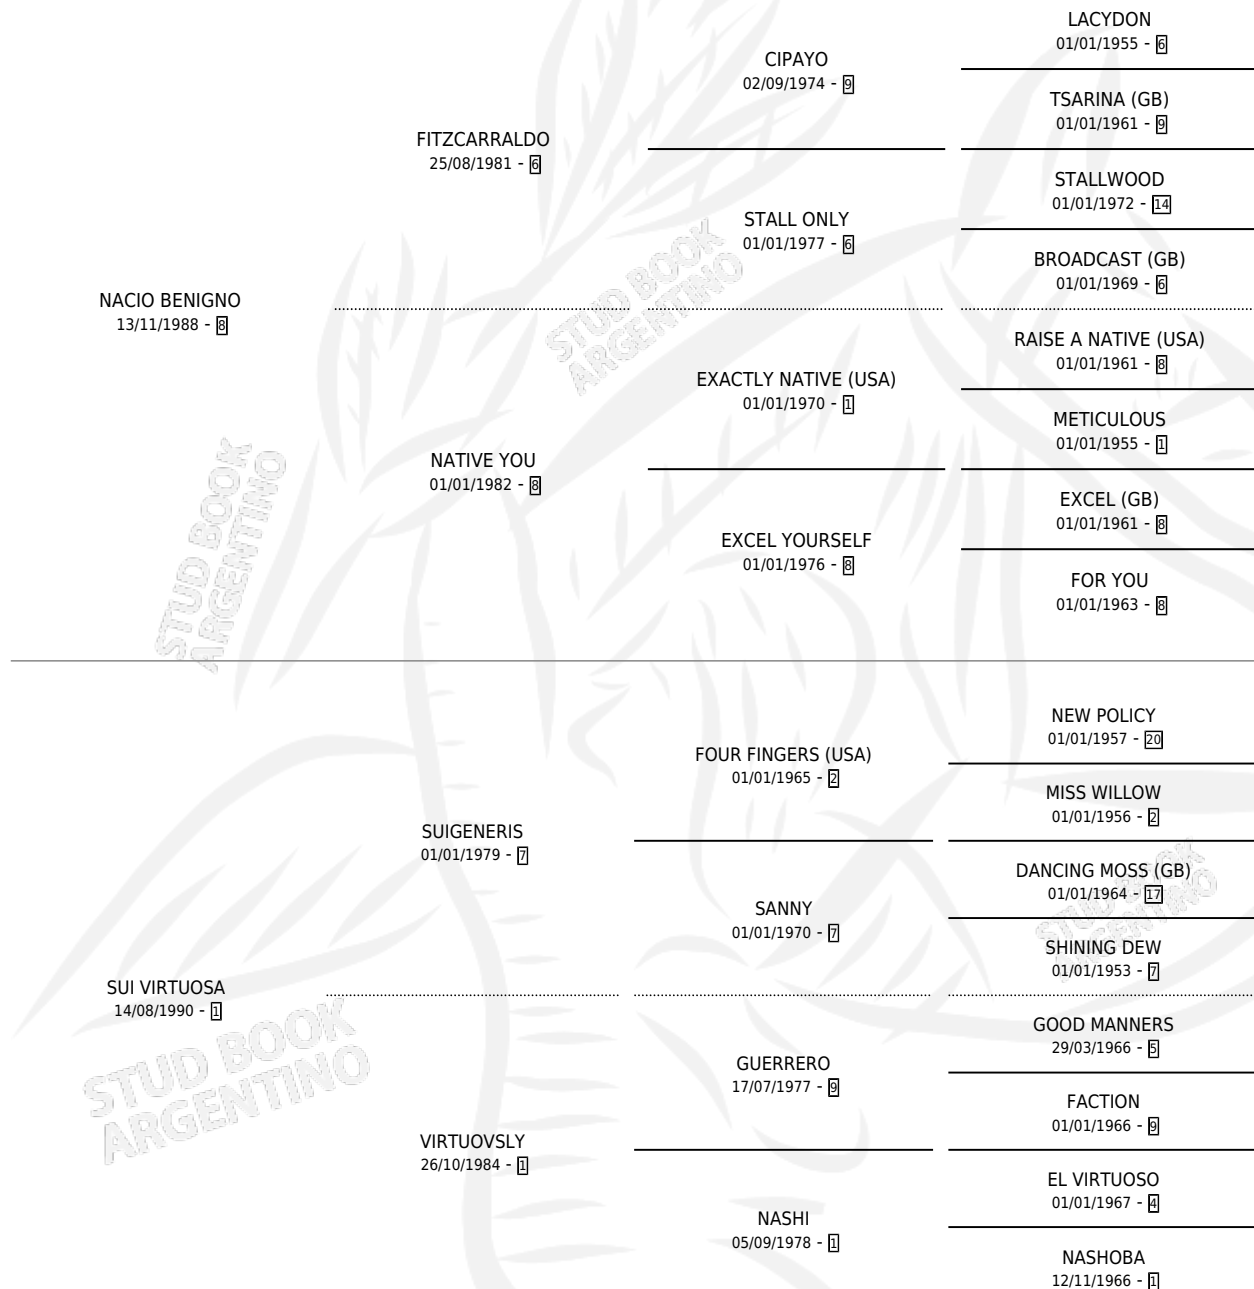 LACYDON
01/01/1955 - 6
CIPAYO
02/09/1974 - 9
TSARINA (GB)
01/01/1961 - 9
FITZCARRALDO
25/08/1981 - 6
STALLWOOD
01/01/1972 - 14
STALL ONLY
01/01/1977 - 6
BROADCAST (GB)
01/01/1969 - 6
NACIO BENIGNO
13/11/1988 - 8
RAISE A NATIVE (USA)
01/01/1961 - 8
EXACTLY NATIVE (USA)
01/01/1970 - 1
METICULOUS
01/01/1955 - 1
NATIVE YOU
01/01/1982 - 8
EXCEL (GB)
01/01/1961 - 8
EXCEL YOURSELF
01/01/1976 - 8
FOR YOU
01/01/1963 - 8
NEW POLICY
01/01/1957 - 20
FOUR FINGERS (USA)
01/01/1965 - 2
MISS WILLOW
01/01/1956 - 2
SUIGENERIS
01/01/1979 - 7
DANCING MOSS (GB)
01/01/1964 - 17
SANNY
01/01/1970 - 7
SHINING DEW
01/01/1953 - 7
SUI VIRTUOSA
14/08/1990 - 1
GOOD MANNERS
29/03/1966 - 5
GUERRERO
17/07/1977 - 9
FACTION
01/01/1966 - 9
VIRTUOVSLY
26/10/1984 - 1
EL VIRTUOSO
01/01/1967 - 4
NASHI
05/09/1978 - 1
NASHOBA
12/11/1966 - 1
STUD BOOK
ARGENTINO
STUD BOOK
ARGENTINO
STUD BOOK
ARGENTINO
STUD BOOK
ARGENTINO